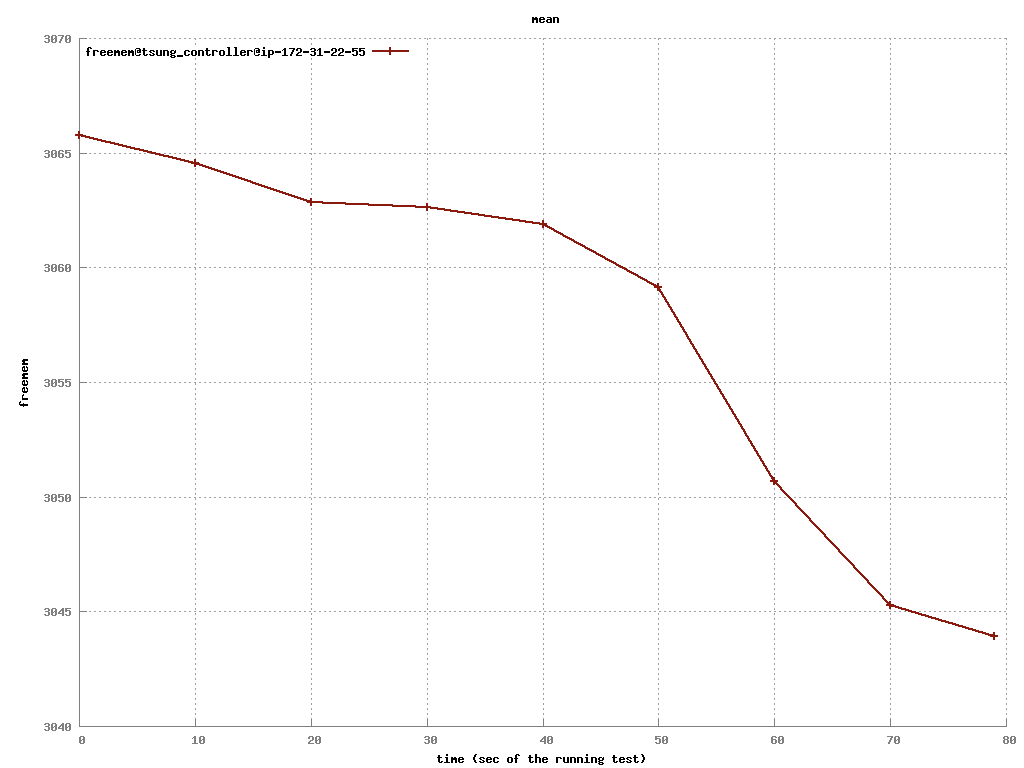 mean
3070
freemem@tsung_controller@ip-172-31-22-55
3065
3060
freemem
3055
3050
3045
3040
0 10 20 30 40 50 60 70 80
time (sec of the running test)